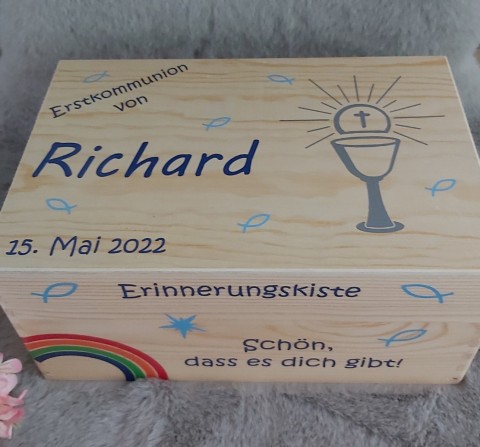 Erstkommunion
von
Richard
15. Mai 2022
Erinnerungskiste
Schön,
dass es dich gibt!